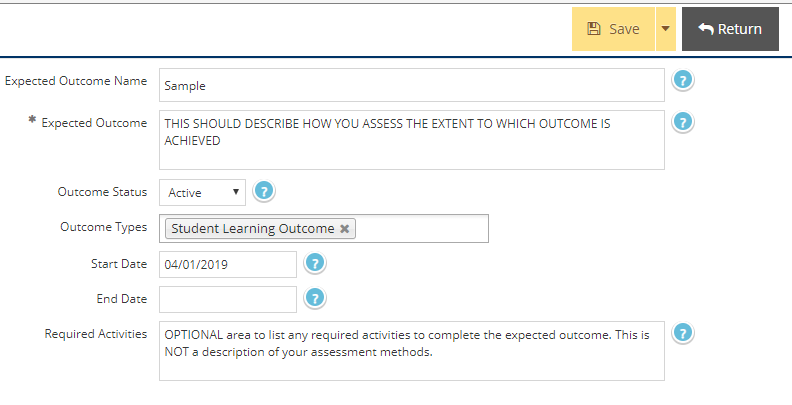 Save
Return
Expected Outcome Name
Sample
?
* Expected Outcome
THIS SHOULD DESCRIBE HOW YOU ASSESS THE EXTENT TO WHICH OUTCOME IS
ACHIEVED
?
Outcome Status
Active
?
Outcome Types
Student Learning Outcome
Start Date
04/01/2019
?
End Date
?
Required Activities
OPTIONAL area to list any required activities to complete the expected outcome. This is
NOT a description of your assessment methods.
?